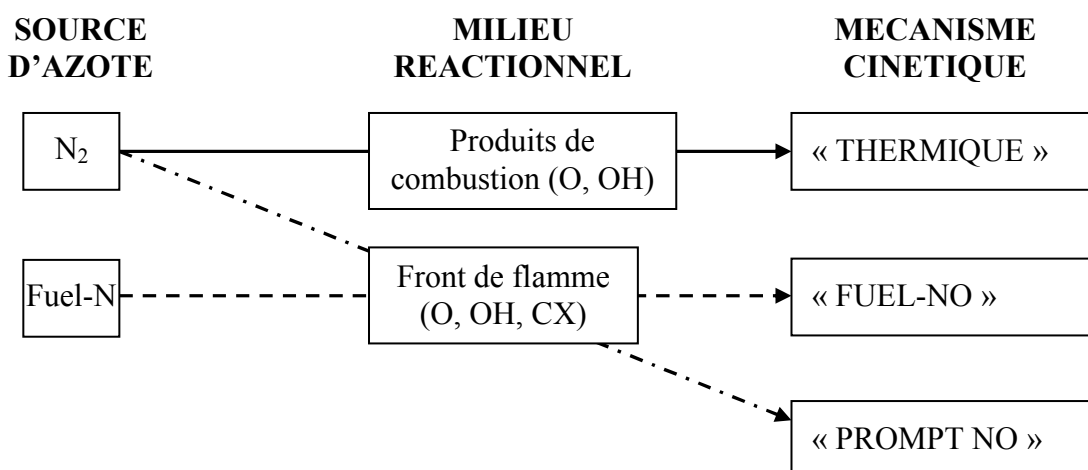 SOURCE
D'AZOTE
MILIEU
REACTIONNEL
MECANISME
CINETIQUE
N₂
Produits de
combustion (O, OH)
« THERMIQUE »
Fuel-N
Front de flamme
(O, OH, CX)
« FUEL-NO »
« PROMPT NO »